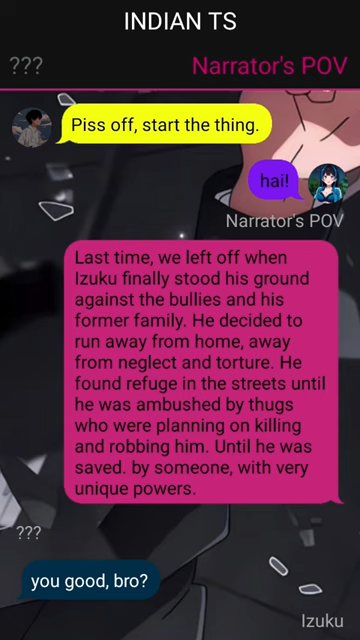 INDIAN TS
???
Narrator's POV
Piss off, start the thing.
hai!
Narrator's POV
Last time, we left off when
Izuku finally stood his ground
against the bullies and his
former family. He decided to
run away from home, away
from neglect and torture. He
found refuge in the streets until
he was ambushed by thugs
who were planning on killing
and robbing him. Until he was
saved. by someone, with very
unique powers.
???
you good, bro?
Izuku